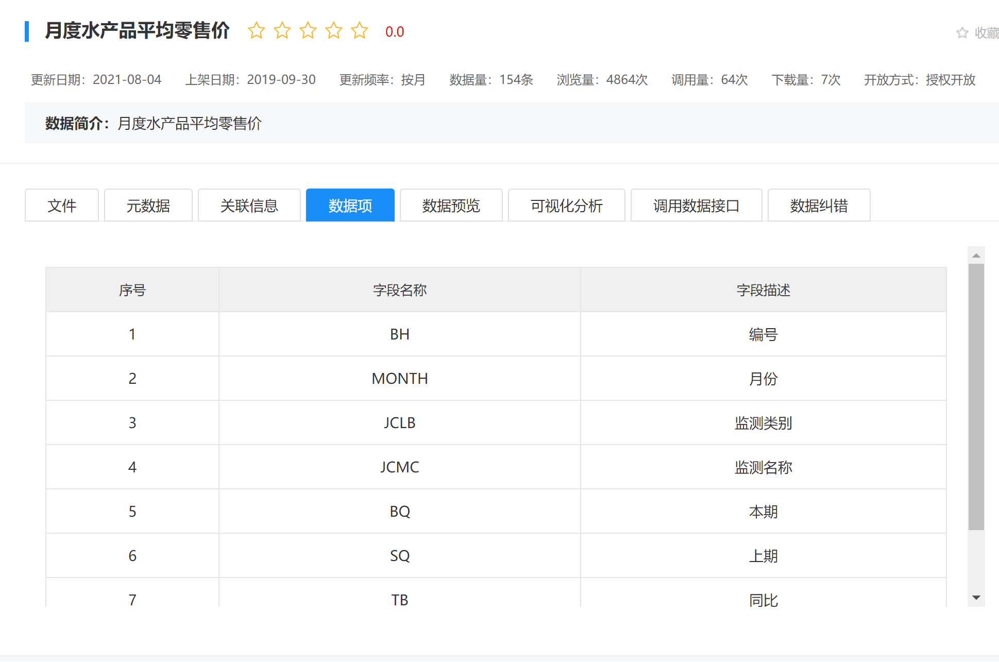 月度水产品平均零售价 0.0 收藏
更新日期：2021-08-04 上架日期：2019-09-30 更新频率：按月 数据量：154条 浏览量：4864次 调用量：64次 下载量：7次 开放方式：授权开放
数据简介：月度水产品平均零售价
文件 元数据 关联信息 数据项 数据预览 可视化分析 调用数据接口 数据纠错
序号 字段名称 字段描述
1 BH 编号
2 MONTH 月份
3 JCLB 监测类别
4 JCMC 监测名称
5 BQ 本期
6 SQ 上期
7 TB 同比